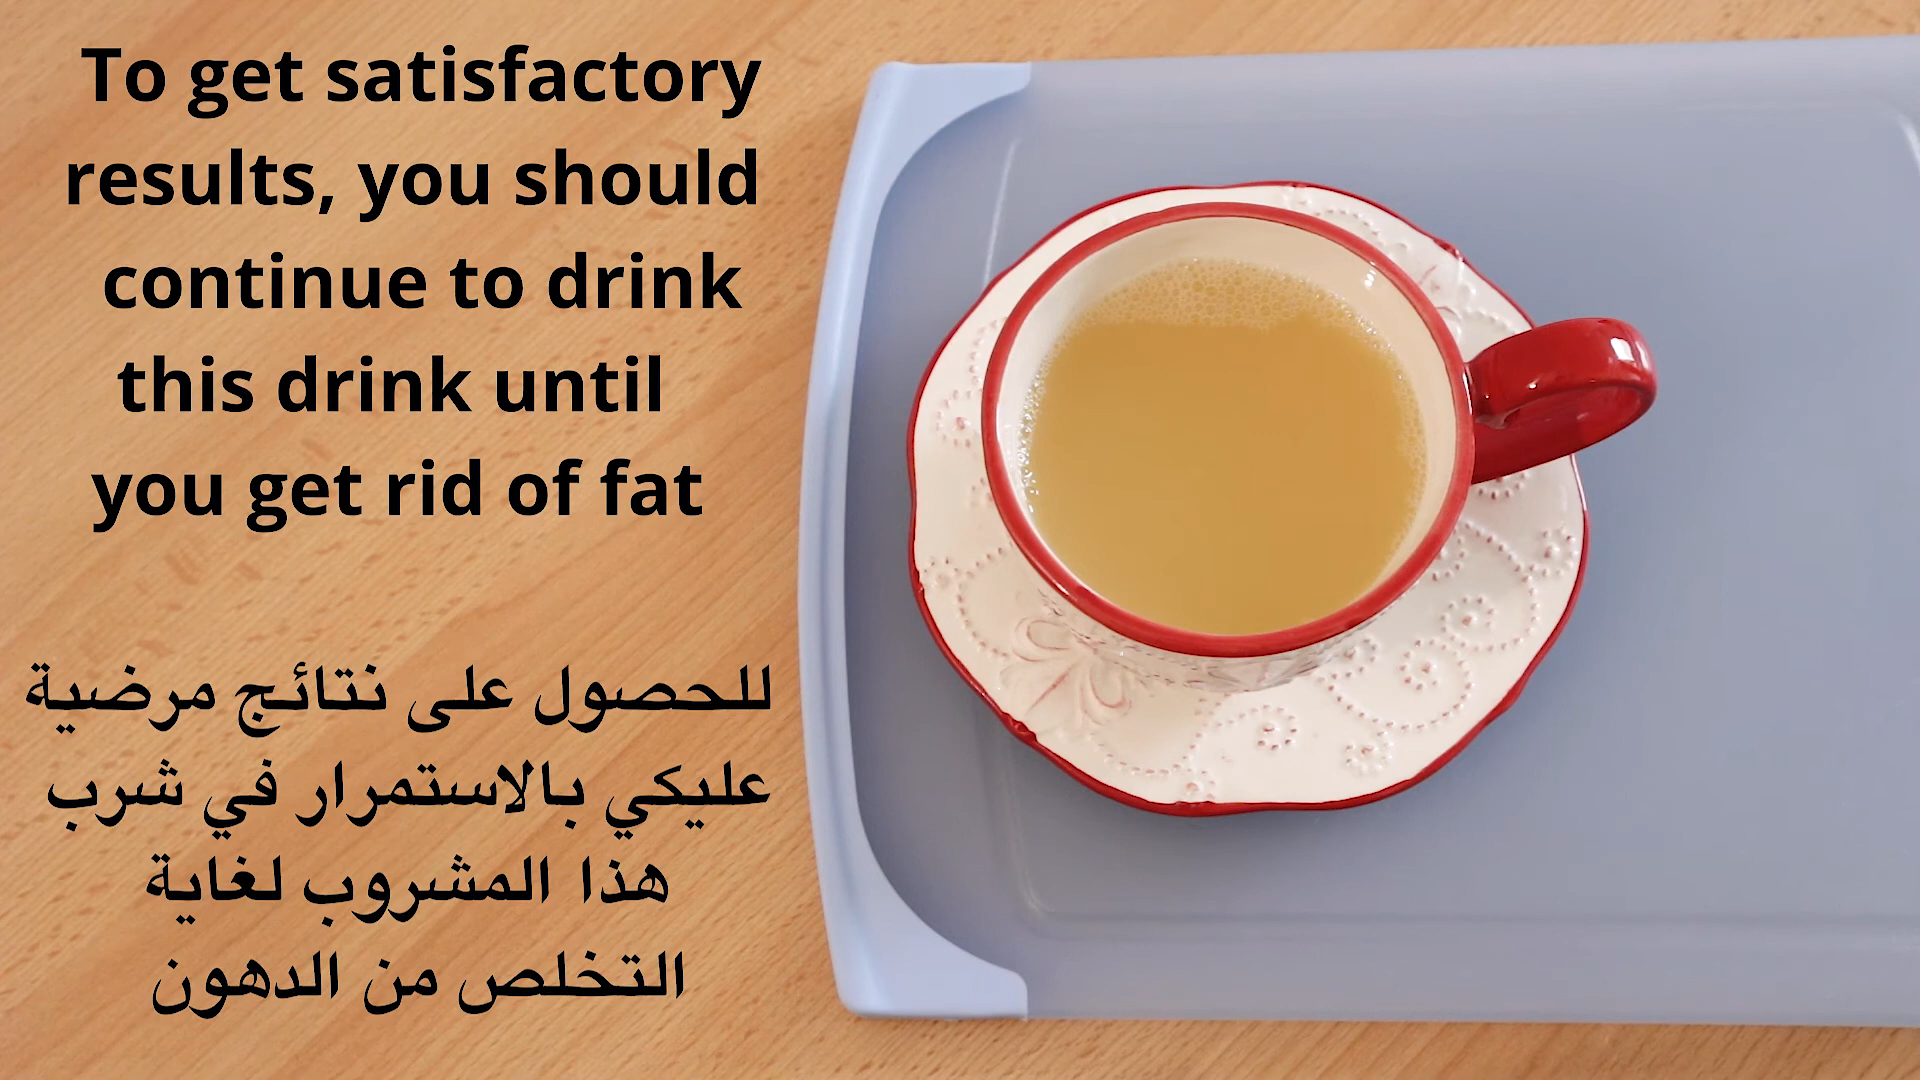 To get satisfactory
results, you should
continue to drink
this drink until
you get rid of fat
للحصول على نتائج مرضية
عليكي بالاستمرار في شرب
هذا المشروب لغاية
التخلص من الدهون